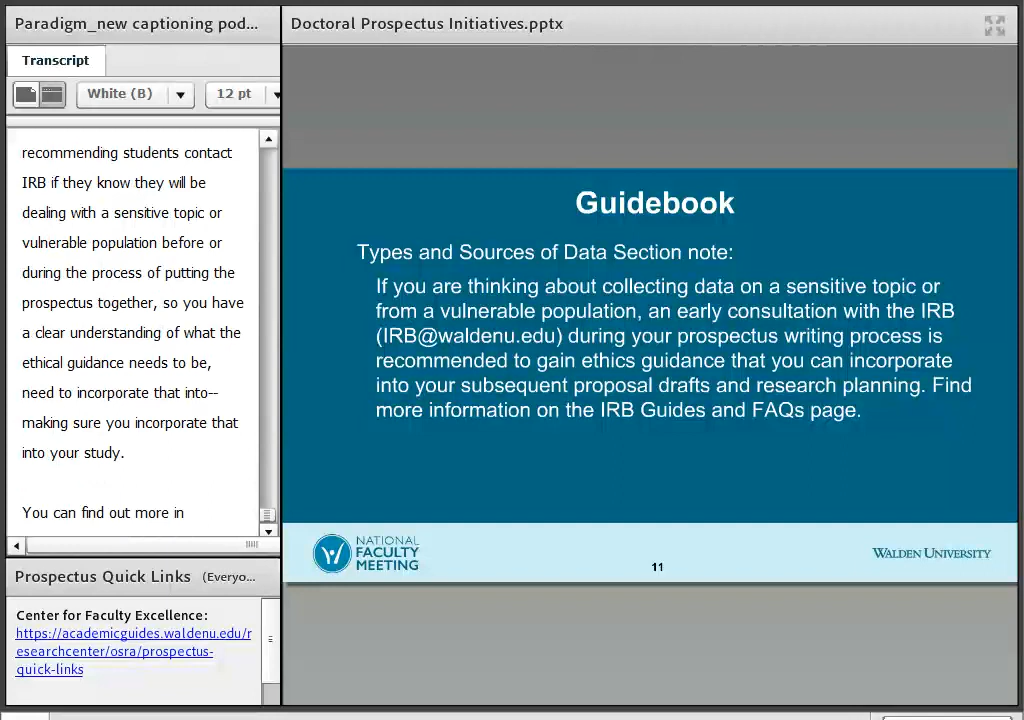 Paradigm_new captioning pod...
Transcript
White (B)
12 pt
recommending students contact
IRB if they know they will be
dealing with a sensitive topic or
vulnerable population before or
during the process of putting the
prospectus together, so you have
a clear understanding of what the
ethical guidance needs to be,
need to incorporate that into--
making sure you incorporate that
into your study.
You can find out more in
Prospectus Quick Links (Everyo...
Center for Faculty Excellence:
https://academicguides.waldenu.edu/r
esearchcenter/osra/prospectus-
quick-links
Doctoral Prospectus Initiatives.pptx
Guidebook
Types and Sources of Data Section note:
If you are thinking about collecting data on a sensitive topic or
from a vulnerable population, an early consultation with the IRB
(IRB@waldenu.edu) during your prospectus writing process is
recommended to gain ethics guidance that you can incorporate
into your subsequent proposal drafts and research planning. Find
more information on the IRB Guides and FAQs page.
NATIONAL
FACULTY
MEETING
11
WALDEN UNIVERSITY